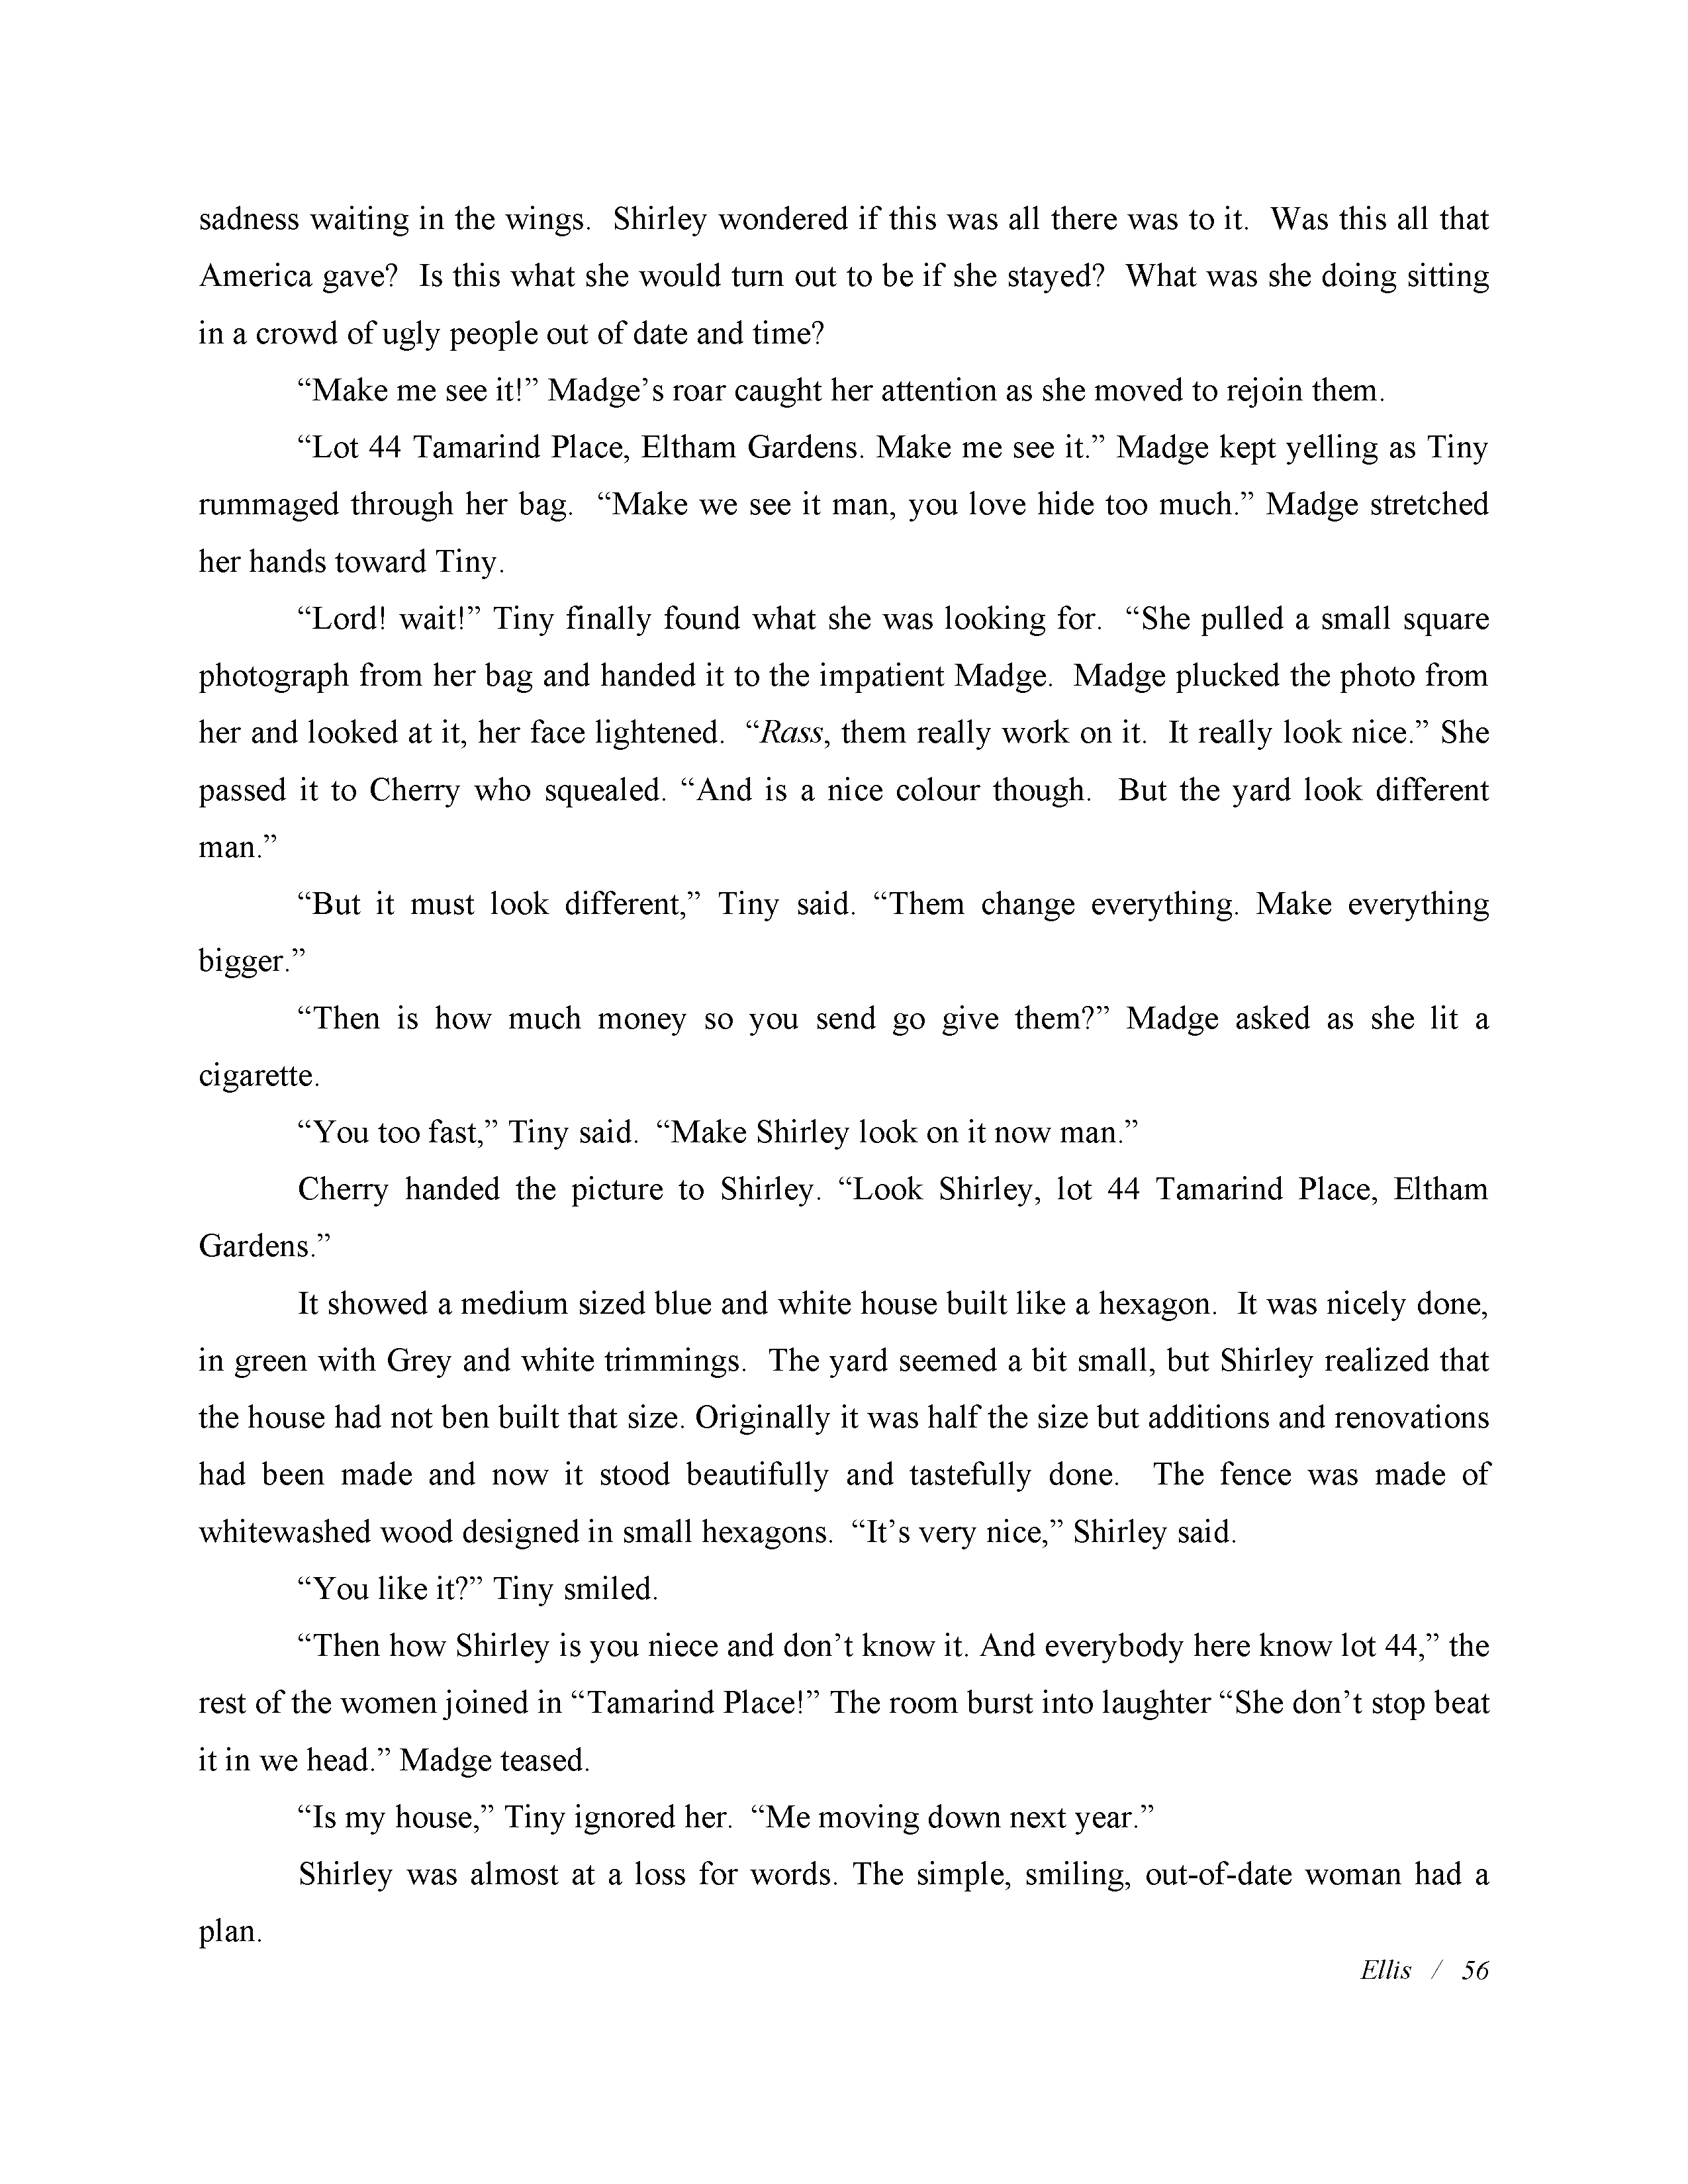 sadness waiting in the wings.  Shirley wondered if this was all there was to it.  Was this all that
America gave?  Is this what she would turn out to be if she stayed?  What was she doing sitting
in a crowd of ugly people out of date and time?
“Make me see it!” Madge’s roar caught her attention as she moved to rejoin them.
“Lot 44 Tamarind Place, Eltham Gardens. Make me see it.” Madge kept yelling as Tiny
rummaged through her bag.  “Make we see it man, you love hide too much.” Madge stretched
her hands toward Tiny.
“Lord! wait!” Tiny finally found what she was looking for.  “She pulled a small square
photograph from her bag and handed it to the impatient Madge.  Madge plucked the photo from
her and looked at it, her face lightened.  “Rass, them really work on it.  It really look nice.” She
passed it to Cherry who squealed. “And is a nice colour though.  But the yard look different
man.”
“But it must look different,” Tiny said. “Them change everything. Make everything
bigger.”
“Then is how much money so you send go give them?” Madge asked as she lit a
cigarette.
“You too fast,” Tiny said.  “Make Shirley look on it now man.”
Cherry handed the picture to Shirley. “Look Shirley, lot 44 Tamarind Place, Eltham
Gardens.”
It showed a medium sized blue and white house built like a hexagon.  It was nicely done,
in green with Grey and white trimmings.  The yard seemed a bit small, but Shirley realized that
the house had not ben built that size. Originally it was half the size but additions and renovations
had been made and now it stood beautifully and tastefully done.  The fence was made of
whitewashed wood designed in small hexagons.  “It’s very nice,” Shirley said.
“You like it?” Tiny smiled.
“Then how Shirley is you niece and don’t know it. And everybody here know lot 44,” the
rest of the women joined in “Tamarind Place!” The room burst into laughter “She don’t stop beat
it in we head.” Madge teased.
“Is my house,” Tiny ignored her.  “Me moving down next year.”
Shirley was almost at a loss for words. The simple, smiling, out-of-date woman had a
plan.
Ellis / 56